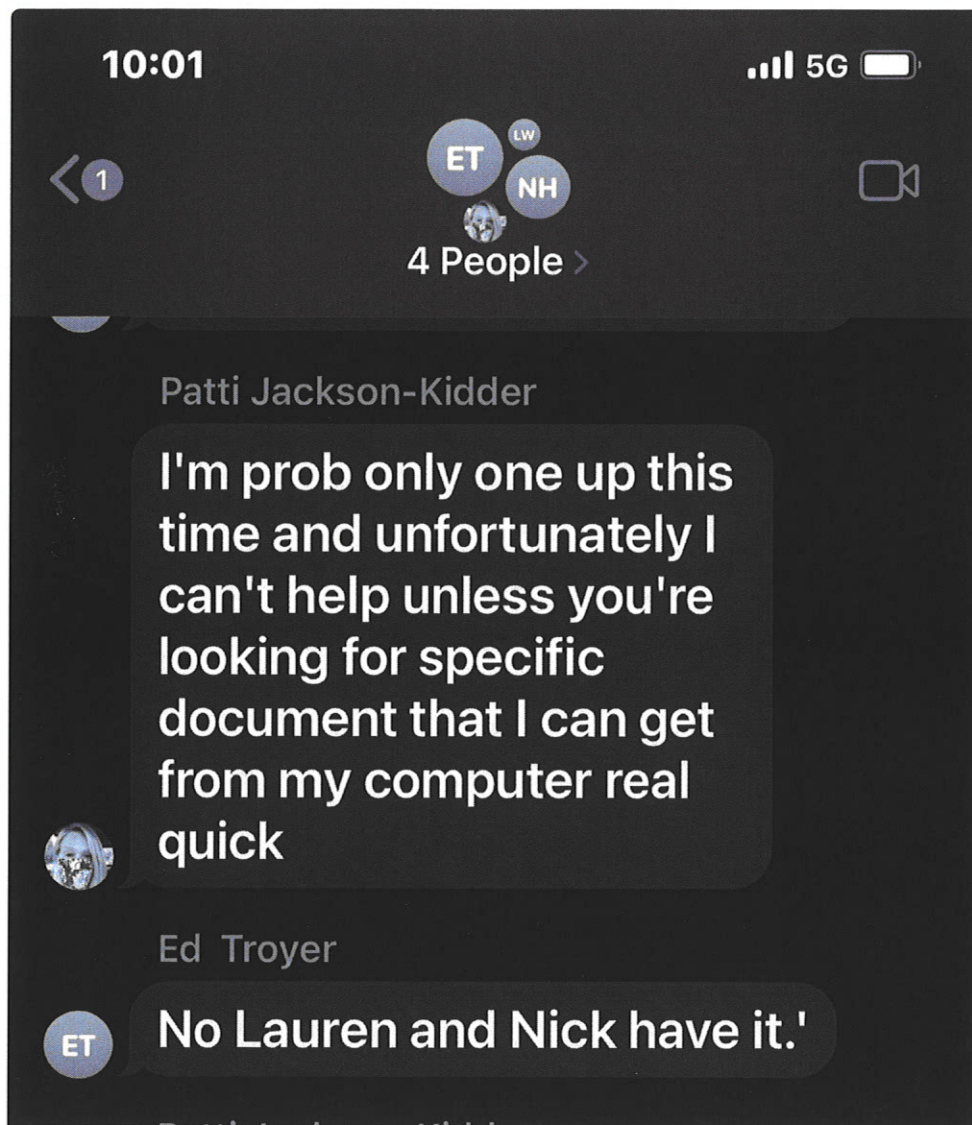 10:01
5G
1
ET
LW
NH
4 People
Patti Jackson-Kidder
I'm prob only one up this
time and unfortunately I
can't help unless you're
looking for specific
document that I can get
from my computer real
quick
Ed Troyer
ET
No Lauren and Nick have it.'